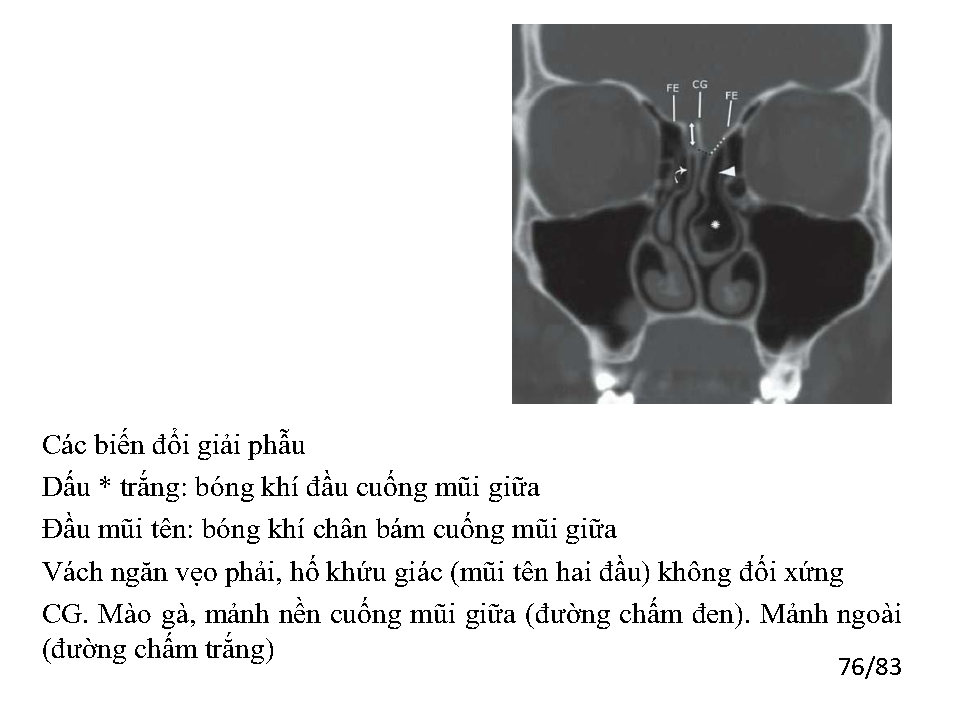 FE CG FE
*
Các biến đổi giải phẫu
Dấu * trắng: bóng khí đầu cuống mũi giữa
Đầu mũi tên: bóng khí chân bám cuống mũi giữa
Vách ngăn vẹo phải, hố khứu giác (mũi tên hai đầu) không đối xứng
CG. Mào gà, mảnh nền cuống mũi giữa (đường chấm đen). Mảnh ngoài
(đường chấm trắng)
76/83